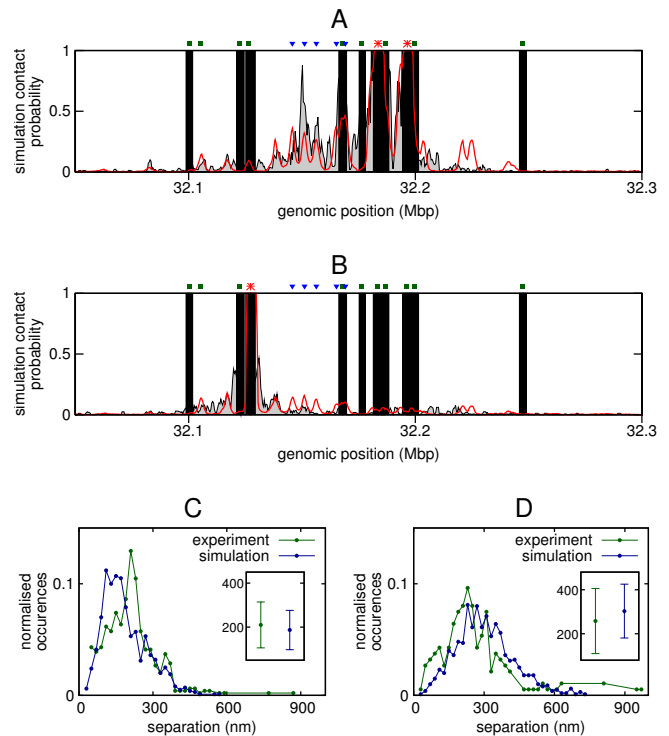 A
simulation contact
probability
1
0.5
0
32.1
32.2
32.3
genomic position (Mbp)
B
simulation contact
probability
1
0.5
0
32.1
32.2
32.3
genomic position (Mbp)
C
normalised
occurences
0.1
0
0
300
600
900
separation (nm)
experiment
simulation
400
200
D
normalised
occurences
0.1
0
0
300
600
900
separation (nm)
experiment
simulation
400
200